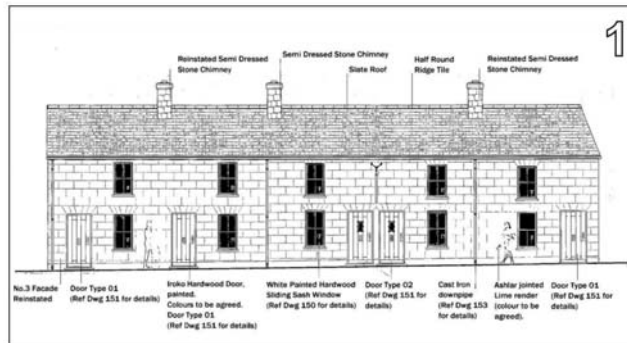 1
Reinstated Semi Dressed
Stone Chimney
Semi Dressed Stone Chimney
Slate Roof
Half Round
Ridge Tile
Reinstated Semi Dressed
Stone Chimney
No.3 Facade
Reinstated
Door Type 01
(Ref Dwg 151 for details)
Iroko Hardwood Door,
painted.
Colours to be agreed.
Door Type 01
(Ref Dwg 151 for details)
White Painted Hardwood
Sliding Sash Window
(Ref Dwg 150 for details)
Door Type 02
(Ref Dwg 151 for
details)
Cast Iron
downpipe
(Ref Dwg 153
for details)
Ashlar jointed
Lime render
(colour to be
agreed).
Door Type 01
(Ref Dwg 151 for
details)